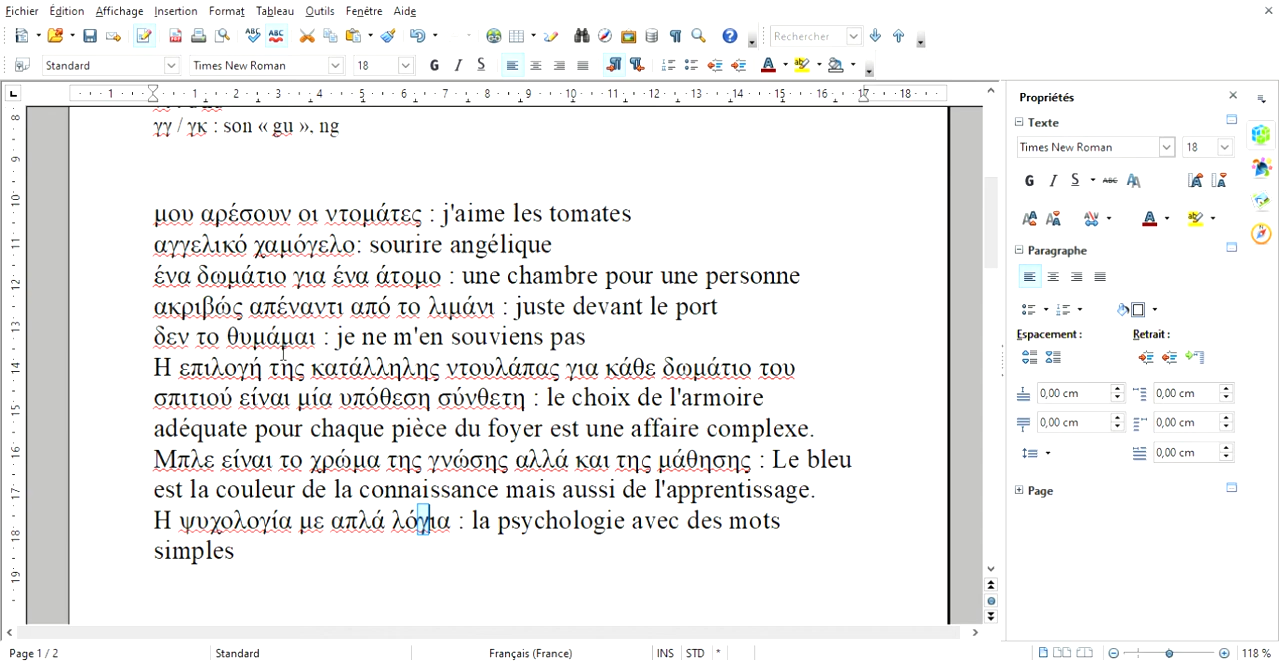 Fichier Édition Affichage Insertion Format Tableau Outils Fenêtre Aide
Rechercher
Standard Times New Roman 18 G I S
Propriétés
Texte
Times New Roman 18
G I S ABC
Paragraphe
Espacement : Retrait :
0,00 cm 0,00 cm
0,00 cm 0,00 cm
0,00 cm
Page
γγ / γκ : son « gu », ng
μου αρέσουν οι ντομάτες : j'aime les tomates
αγγελικό χαμόγελο: sourire angélique
ένα δωμάτιο για ένα άτομο : une chambre pour une personne
ακριβώς απέναντι από το λιμάνι : juste devant le port
δεν το θυμάμαι : je ne m'en souviens pas
Η επιλογή της κατάλληλης ντουλάπας για κάθε δωμάτιο του
σπιτιού είναι μία υπόθεση σύνθετη : le choix de l'armoire
adéquate pour chaque pièce du foyer est une affaire complexe.
Μπλε είναι το χρώμα της γνώσης αλλά και της μάθησης : Le bleu
est la couleur de la connaissance mais aussi de l'apprentissage.
Η ψυχολογία με απλά λόγια : la psychologie avec des mots
simples
Page 1 / 2 Standard Français (France) INS STD * 118 %